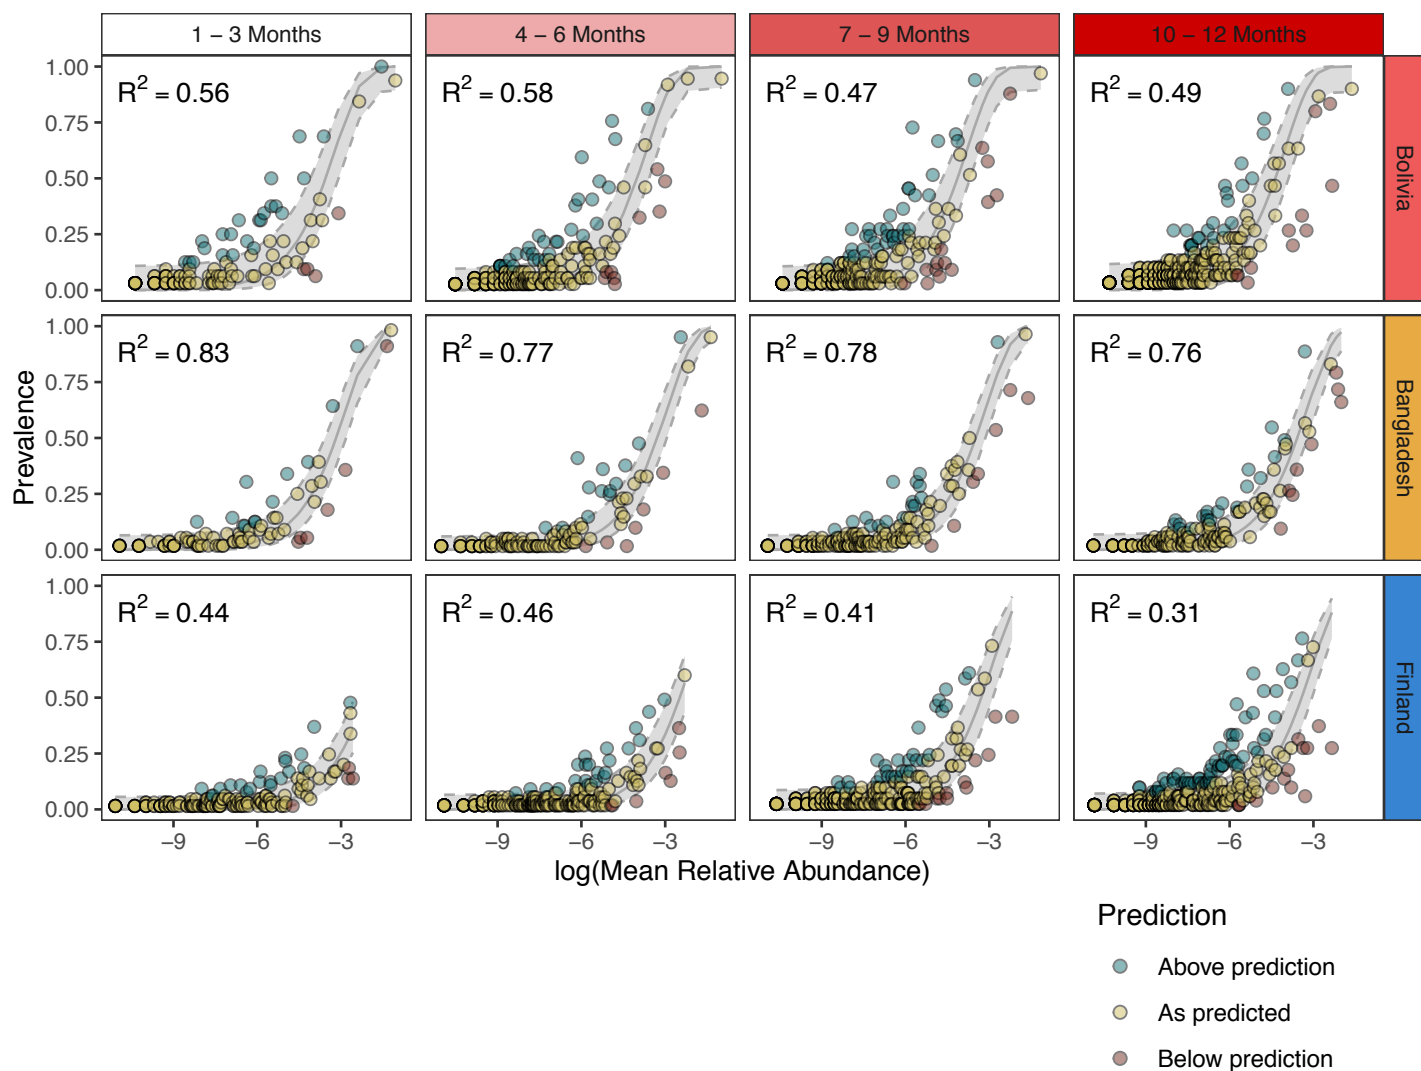 1 − 3 Months
4 − 6 Months
7 − 9 Months
10 − 12 Months
1.00
0.75
0.50
0.25
0.00
R² = 0.56
R² = 0.58
R² = 0.47
R² = 0.49
Bolivia
1.00
0.75
0.50
0.25
0.00
R² = 0.83
R² = 0.77
R² = 0.78
R² = 0.76
Bangladesh
Prevalence
1.00
0.75
0.50
0.25
0.00
R² = 0.44
R² = 0.46
R² = 0.41
R² = 0.31
Finland
−9 −6 −3
−9 −6 −3
−9 −6 −3
−9 −6 −3
log(Mean Relative Abundance)
Prediction
Above prediction
As predicted
Below prediction